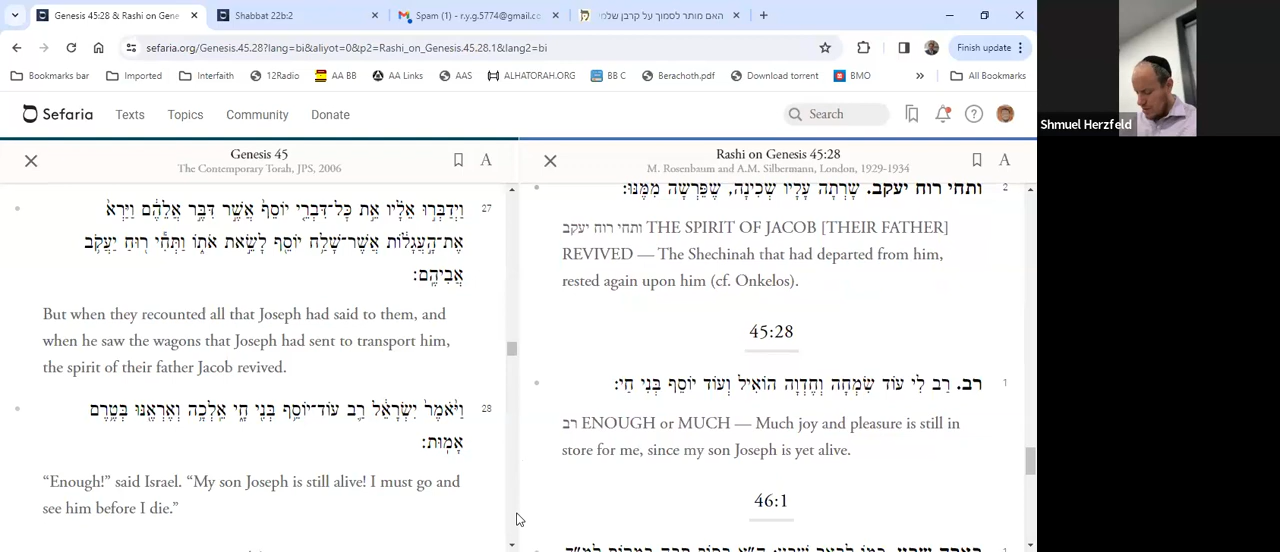 Genesis 45:28 & Rashi on Gene
Shabbat 22b:2
Spam (1) - r.n.g.5774@gmail.co
האם מותר לסמוך על קרבן שלמי
sefaria.org/Genesis.45.28?lang=bi&aliyot=0&p2=Rashi_on_Genesis.45.28.1&lang2=bi
Finish update
Bookmarks bar
Imported
Interfaith
12Radio
AA BB
AA Links
AAS
ALHATORAH.ORG
BB C
Berachoth.pdf
Download torrent
BMO
»
All Bookmarks
Sefaria
Texts
Topics
Community
Donate
Search
Shmuel Herzfeld
Genesis 45
The Contemporary Torah, JPS, 2006
A
27
וַיְדַבְּר֣וּ אֵלָ֗יו אֵ֣ת כׇּל־דִּבְרֵ֤י יוֹסֵף֙ אֲשֶׁ֣ר דִּבֶּ֣ר אֲלֵהֶ֔ם וַיַּרְא֙
אֶת־הָ֣עֲגָל֔וֹת אֲשֶׁר־שָׁלַ֥ח יוֹסֵ֖ף לָשֵׂ֣את אֹת֑וֹ וַתְּחִ֕י ר֖וּחַ יַעֲקֹ֥ב
אֲבִיהֶֽם׃
But when they recounted all that Joseph had said to them, and
when he saw the wagons that Joseph had sent to transport him,
the spirit of their father Jacob revived.
28
וַיֹּ֙אמֶר֙ יִשְׂרָאֵ֔ל רַ֛ב עוֹד־יוֹסֵ֥ף בְּנִ֖י חָ֑י אֵֽלְכָ֥ה וְאֶרְאֶ֖נּוּ בְּטֶ֥רֶם
אָמֽוּת׃
“Enough!” said Israel. “My son Joseph is still alive! I must go and
see him before I die.”
Rashi on Genesis 45:28
M. Rosenbaum and A.M. Silbermann, London, 1929-1934
A
2
ותחי רוח יעקב. שָׁרְתָה עָלָיו שְׁכִינָה, שֶׁפֵּרְשָׁה מִמֶּנּוּ:
ותחי רוח יעקב THE SPIRIT OF JACOB [THEIR FATHER]
REVIVED — The Shechinah that had departed from him,
rested again upon him (cf. Onkelos).
45:28
1
רב. רַב לִי עוֹד שִׂמְחָה וְחֶדְוָה הוֹאִיל וְעוֹד יוֹסֵף בְּנִי חַי:
רב ENOUGH or MUCH — Much joy and pleasure is still in
store for me, since my son Joseph is yet alive.
46:1
1